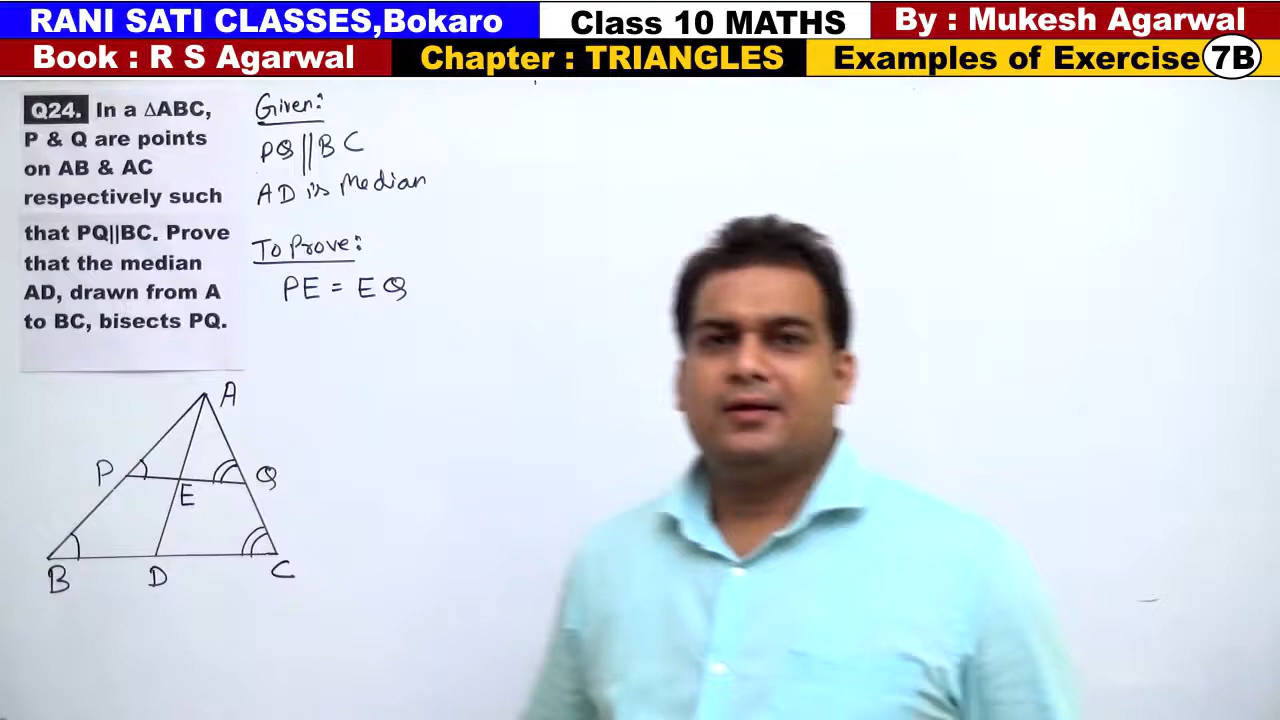 RANI SATI CLASSES,Bokaro
Class 10 MATHS
By : Mukesh Agarwal
Book : R S Agarwal
Chapter : TRIANGLES
Examples of Exercise 7B
Q24. In a ΔABC,
P & Q are points
on AB & AC
respectively such
that PQ||BC. Prove
that the median
AD, drawn from A
to BC, bisects PQ.
Given:
PQ || BC
AD is Median
To Prove:
PE = EQ
A
P
Q
E
B
D
C